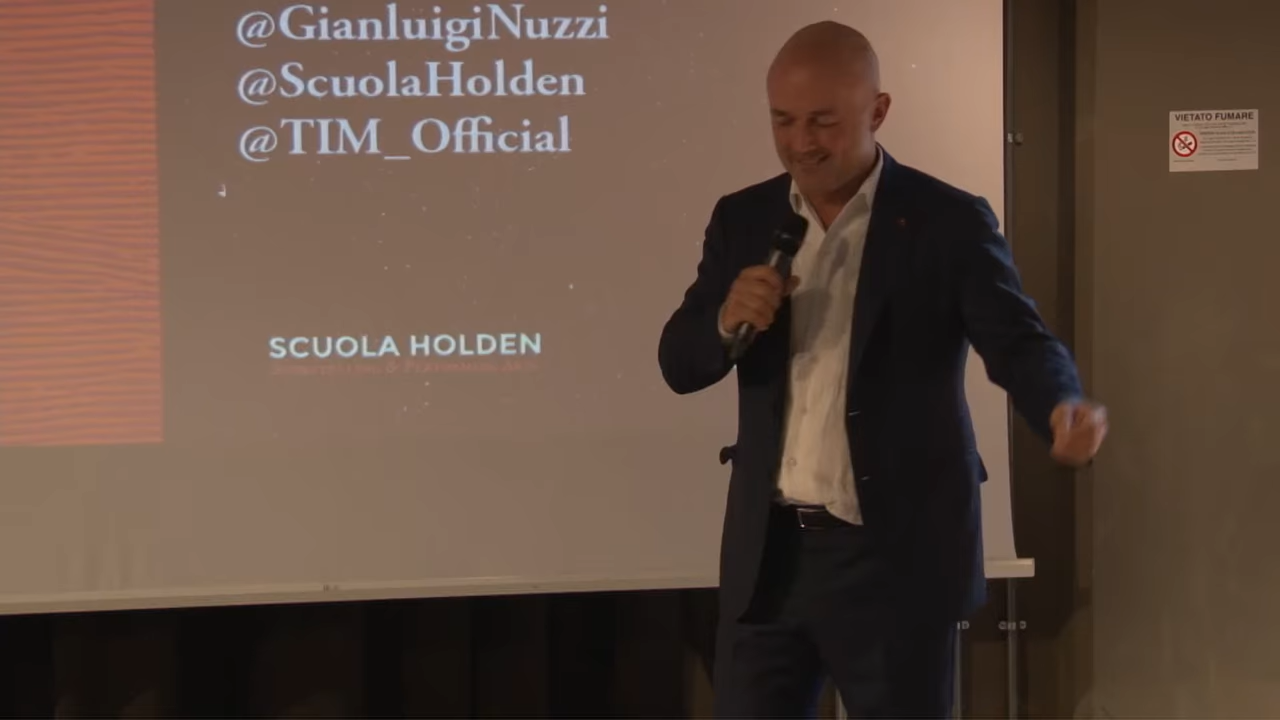 @GianluigiNuzzi
@ScuolaHolden
@TIM_Official
SCUOLA HOLDEN
VIETATO FUMARE